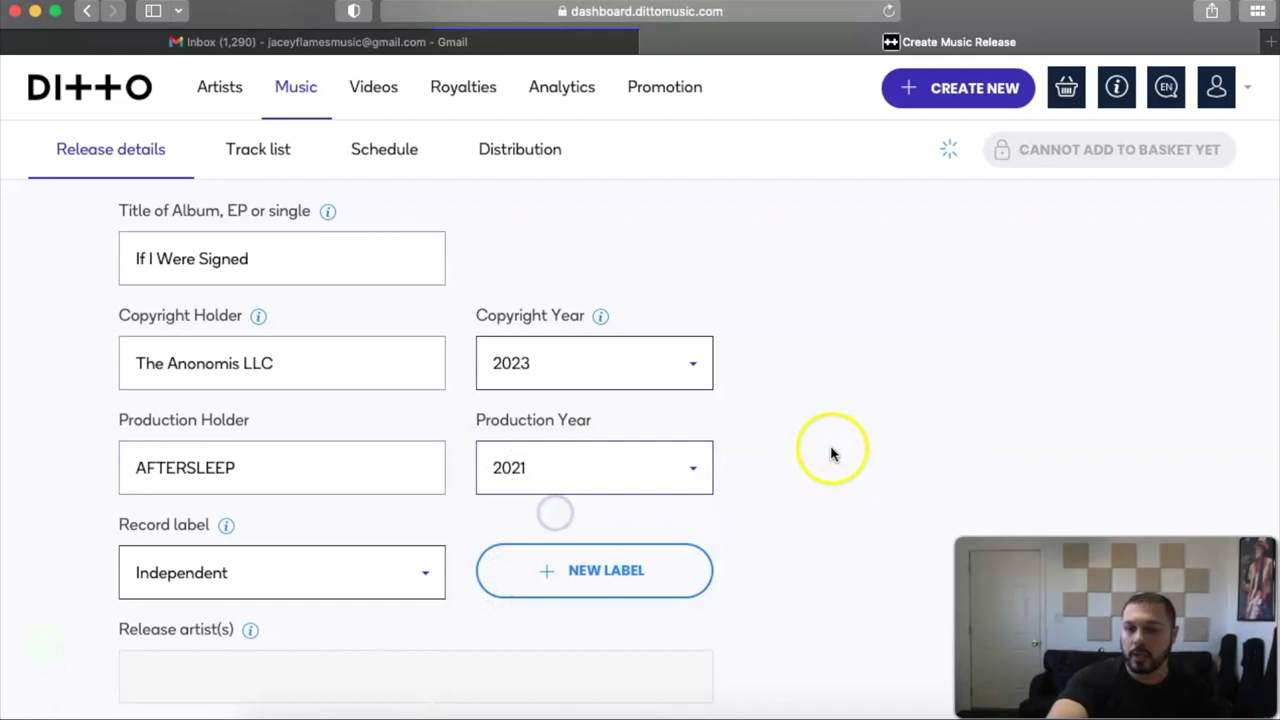 dashboard.dittomusic.com
Inbox (1,290) - jaceyflamesmusic@gmail.com - Gmail
Create Music Release
DITTO
Artists
Music
Videos
Royalties
Analytics
Promotion
CREATE NEW
EN
Release details
Track list
Schedule
Distribution
CANNOT ADD TO BASKET YET
Title of Album, EP or single
If I Were Signed
Copyright Holder
Copyright Year
The Anonomis LLC
2023
Production Holder
Production Year
AFTERSLEEP
2021
Record label
Independent
NEW LABEL
Release artist(s)